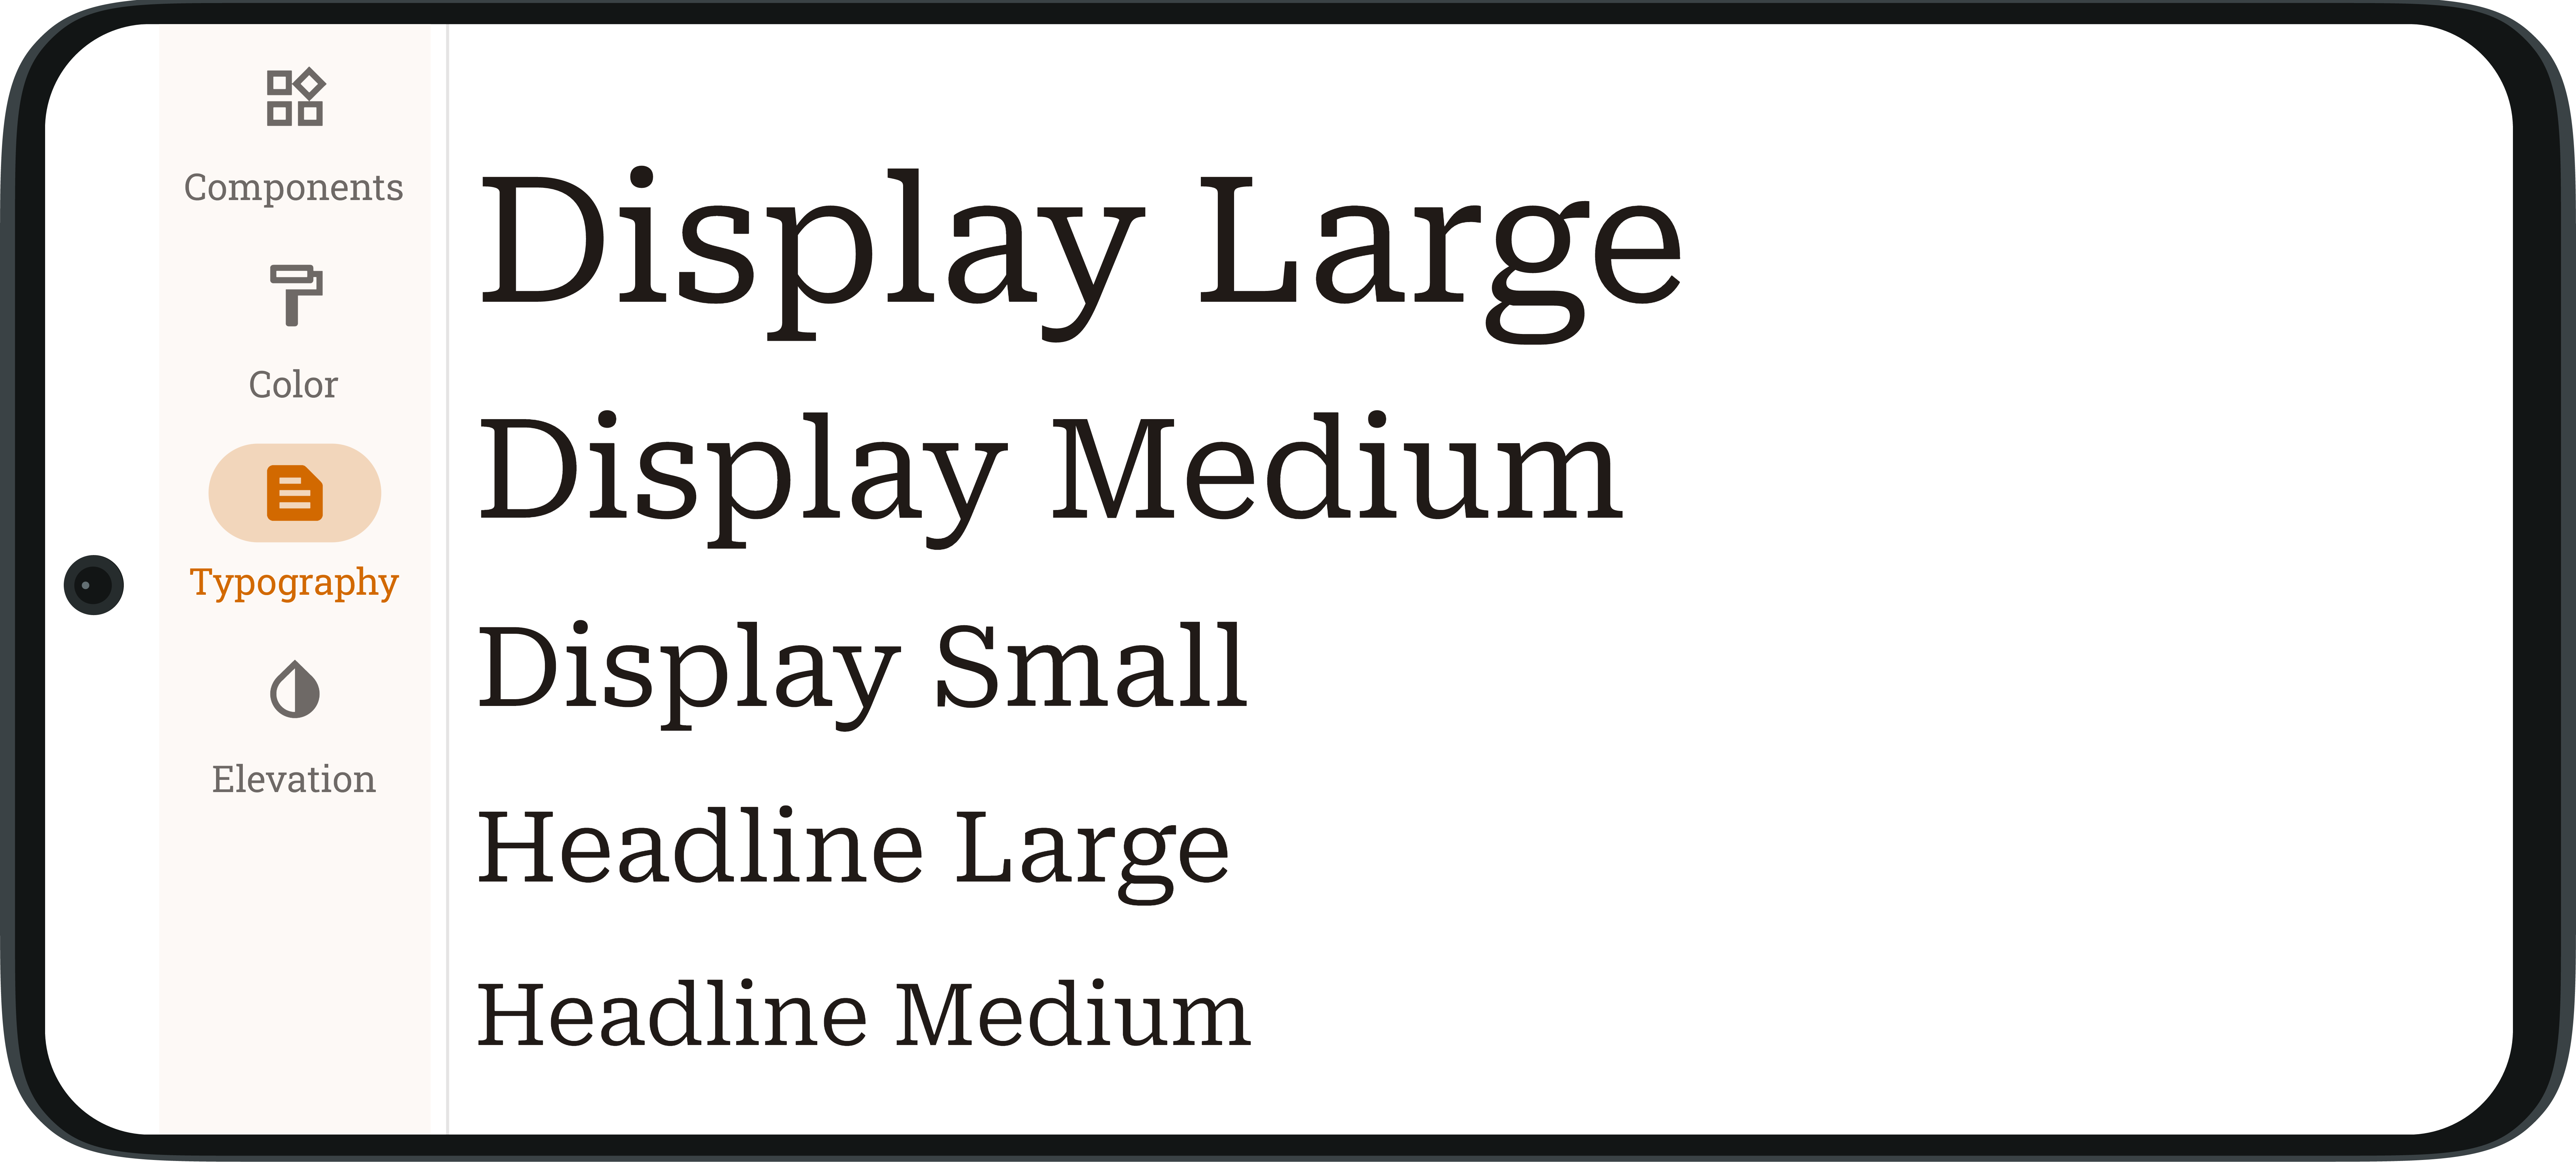 Components
Color
Typography
Elevation
Display Large
Display Medium
Display Small
Headline Large
Headline Medium